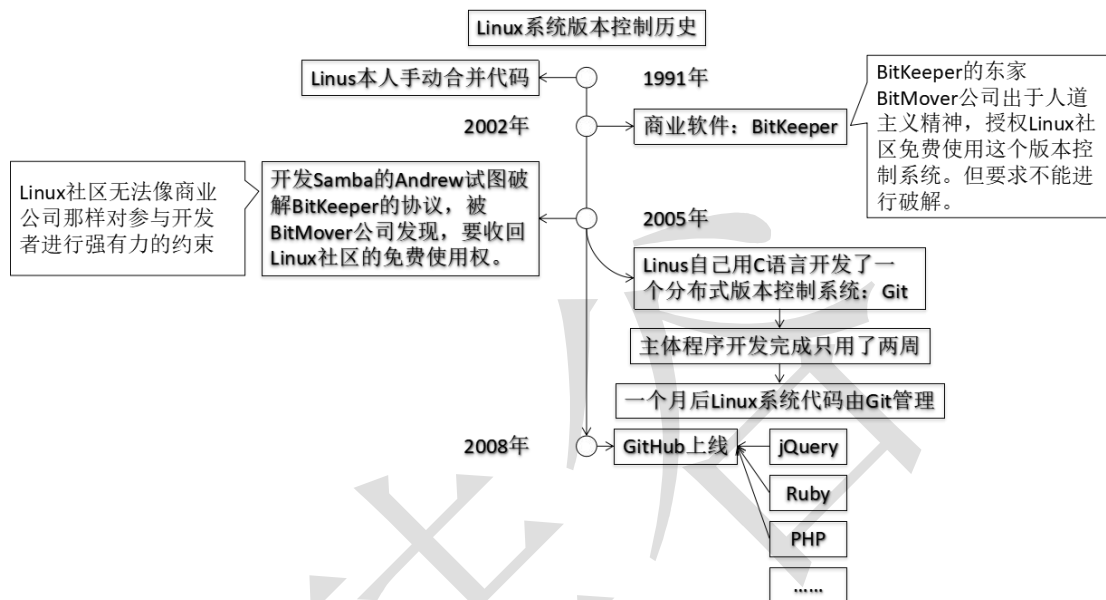 Linux系统版本控制历史
Linus本人手动合并代码
1991年
BitKeeper的东家
BitMover公司出于人道
主义精神，授权Linux社
区免费使用这个版本控
制系统。但要求不能进
行破解。
2002年
商业软件：BitKeeper
Linux社区无法像商业
公司那样对参与开发
者进行强有力的约束
开发Samba的Andrew试图破
解BitKeeper的协议，被
BitMover公司发现，要收回
Linux社区的免费使用权。
2005年
Linus自己用C语言开发了一
个分布式版本控制系统：Git
主体程序开发完成只用了两周
一个月后Linux系统代码由Git管理
2008年
GitHub上线
jQuery
Ruby
PHP
……